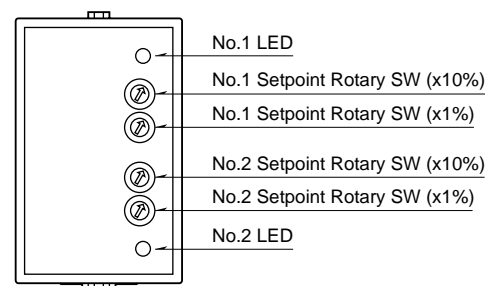 No.1 LED
No.1 Setpoint Rotary SW (x10%)
No.1 Setpoint Rotary SW (x1%)
No.2 Setpoint Rotary SW (x10%)
No.2 Setpoint Rotary SW (x1%)
No.2 LED